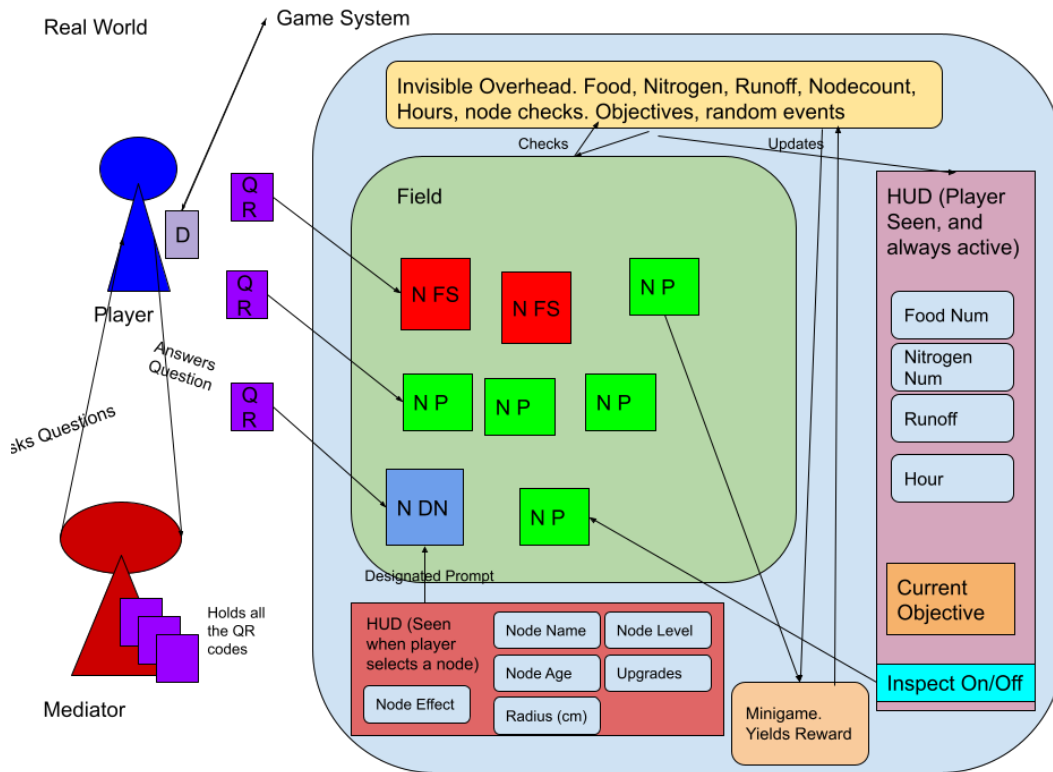 Real World
Game System
Invisible Overhead. Food, Nitrogen, Runoff, Nodecount,
Hours, node checks. Objectives, random events
Checks
Updates
Q
R
Q
R
Q
R
D
Player
Answers
Question
sks Questions
Field
N FS
N FS
N P
N P
N P
N P
N DN
N P
Designated Prompt
HUD (Player
Seen, and
always active)
Food Num
Nitrogen
Num
Runoff
Hour
Current
Objective
Inspect On/Off
HUD (Seen
when player
selects a node)
Node Effect
Node Name
Node Level
Node Age
Upgrades
Radius (cm)
Minigame.
Yields Reward
Holds all
the QR
codes
Mediator